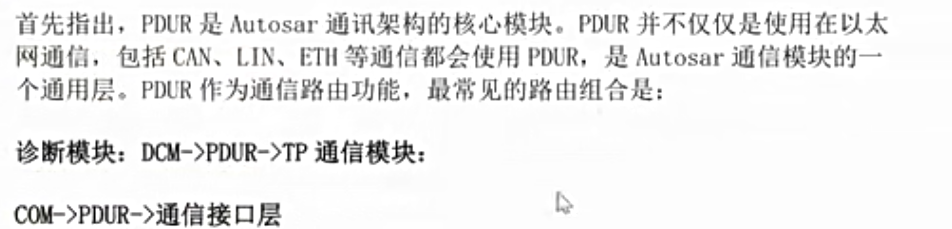 首先指出，PDUR 是 Autosar 通讯架构的核心模块。PDUR 并不仅仅是使用在以太
网通信，包括 CAN、LIN、ETH 等通信都会使用 PDUR，是 Autosar 通信模块的一
个通用层。PDUR 作为通信路由功能，最常见的路由组合是：
诊断模块：DCM->PDUR->TP 通信模块：
COM->PDUR->通信接口层